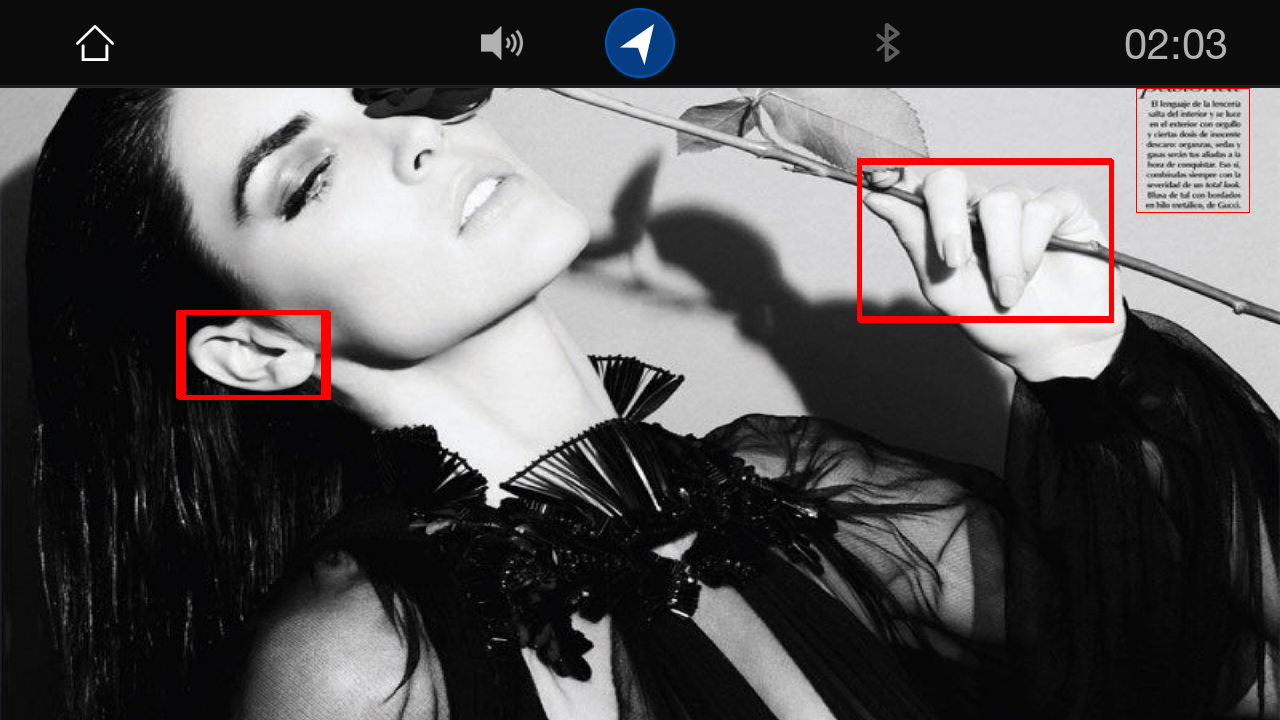 02:03
pasional
El lenguaje de la lencería
salta del interior y se luce
en el exterior con orgullo
y ciertas dosis de inocente
descaro: organzas, sedas y
gasas serán tus aliadas a la
hora de conquistar. Eso sí,
combinadas siempre con la
severidad de un total look.
Blusa de tul con bordados
en hilo metálico, de Gucci.